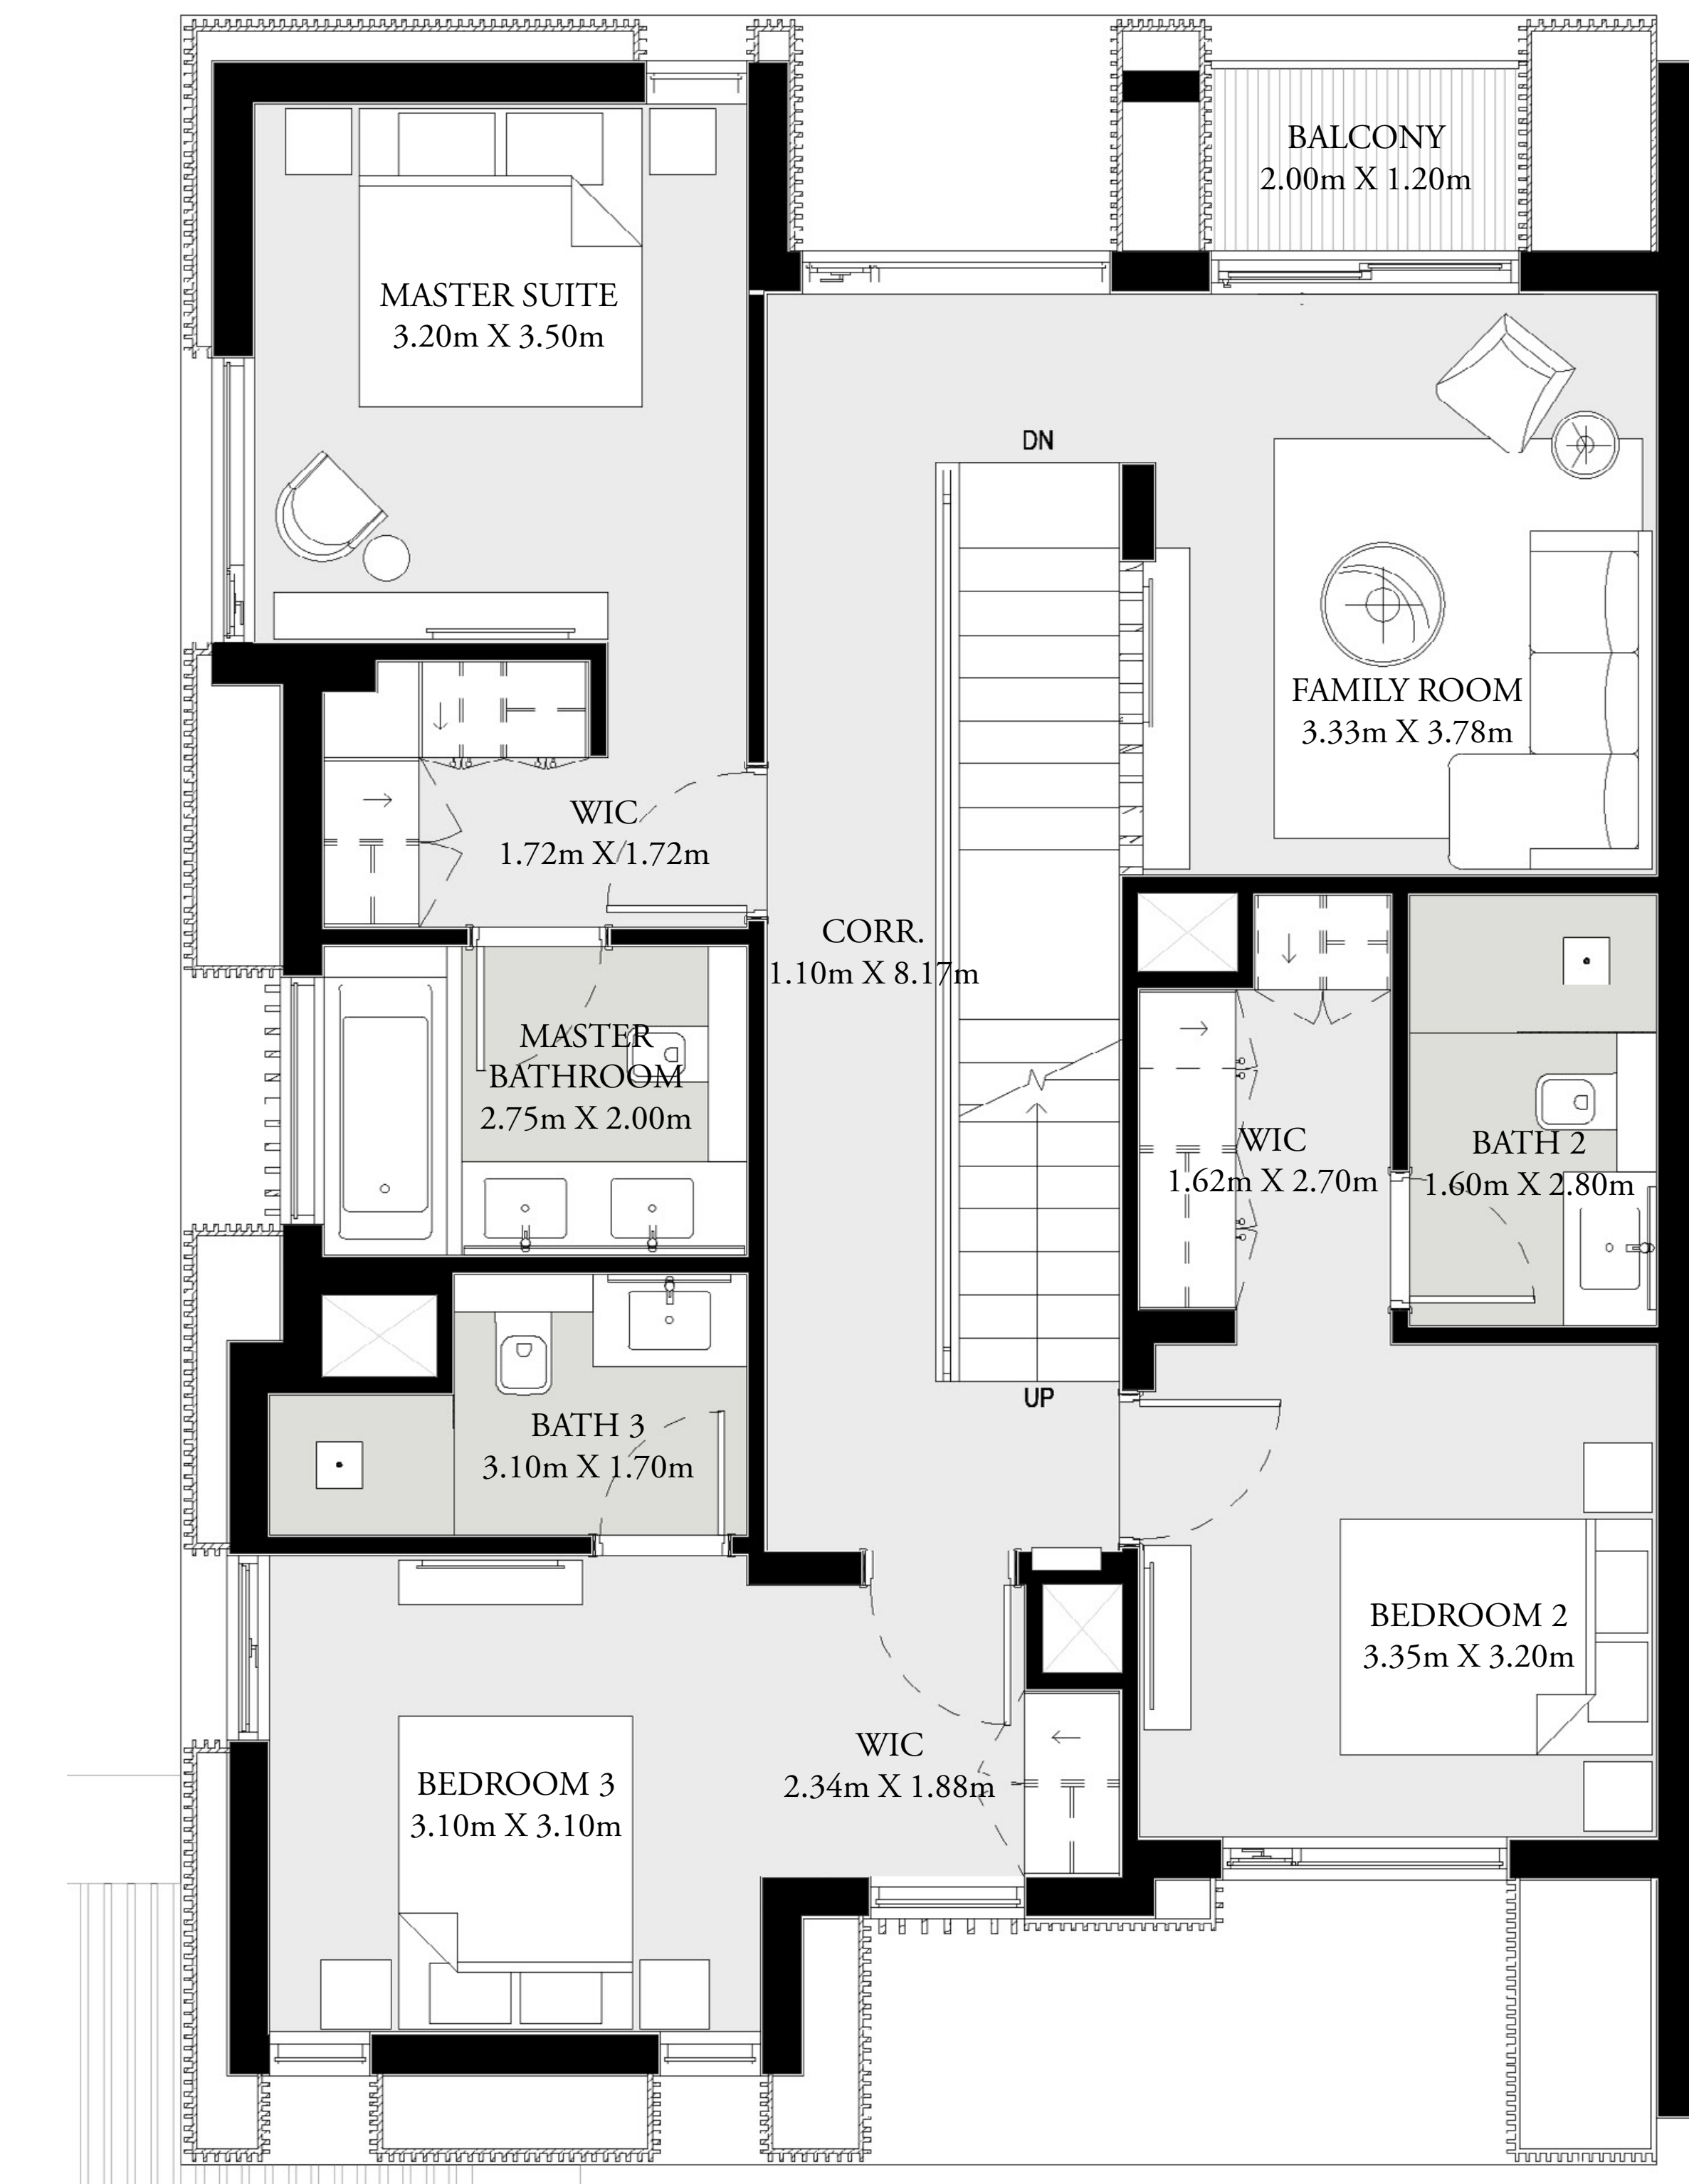 BALCONY
2.00m X 1.20m
MASTER SUITE
3.20m X 3.50m
DN
FAMILY ROOM
3.33m X 3.78m
WIC
1.72m X 1.72m
CORR.
1.10m X 8.17m
MASTER
BATHROOM
2.75m X 2.00m
WIC
1.62m X 2.70m
BATH 2
1.60m X 2.80m
UP
BATH 3
3.10m X 1.70m
BEDROOM 2
3.35m X 3.20m
WIC
2.34m X 1.88m
BEDROOM 3
3.10m X 3.10m